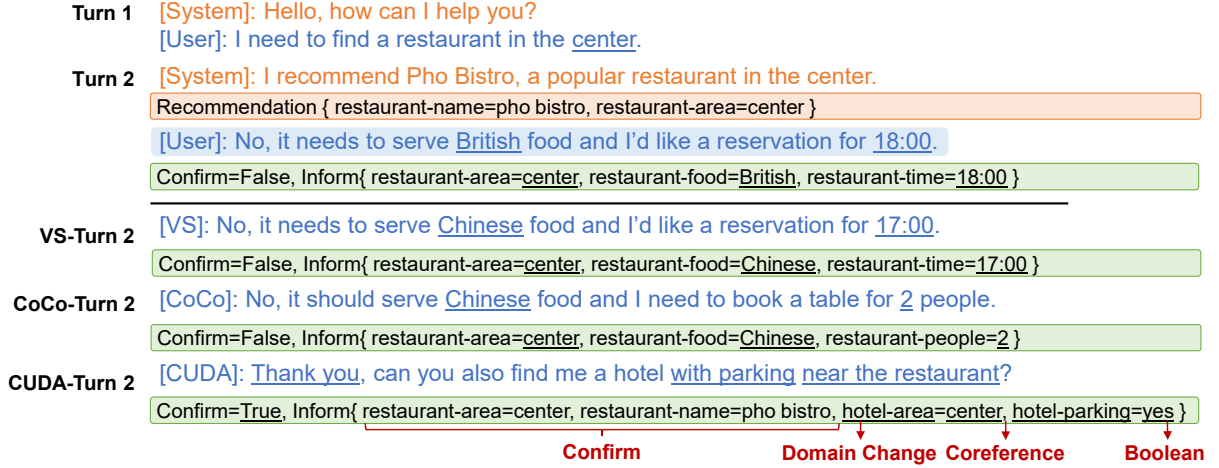 Turn 1 [System]: Hello, how can I help you?
[User]: I need to find a restaurant in the center.
Turn 2 [System]: I recommend Pho Bistro, a popular restaurant in the center.
Recommendation { restaurant-name=pho bistro, restaurant-area=center }
[User]: No, it needs to serve British food and I'd like a reservation for 18:00.
Confirm=False, Inform{ restaurant-area=center, restaurant-food=British, restaurant-time=18:00 }
VS-Turn 2 [VS]: No, it needs to serve Chinese food and I'd like a reservation for 17:00.
Confirm=False, Inform{ restaurant-area=center, restaurant-food=Chinese, restaurant-time=17:00 }
CoCo-Turn 2 [CoCo]: No, it should serve Chinese food and I need to book a table for 2 people.
Confirm=False, Inform{ restaurant-area=center, restaurant-food=Chinese, restaurant-people=2 }
CUDA-Turn 2 [CUDA]: Thank you, can you also find me a hotel with parking near the restaurant?
Confirm=True, Inform{ restaurant-area=center, restaurant-name=pho bistro, hotel-area=center, hotel-parking=yes }
Confirm Domain Change Coreference Boolean